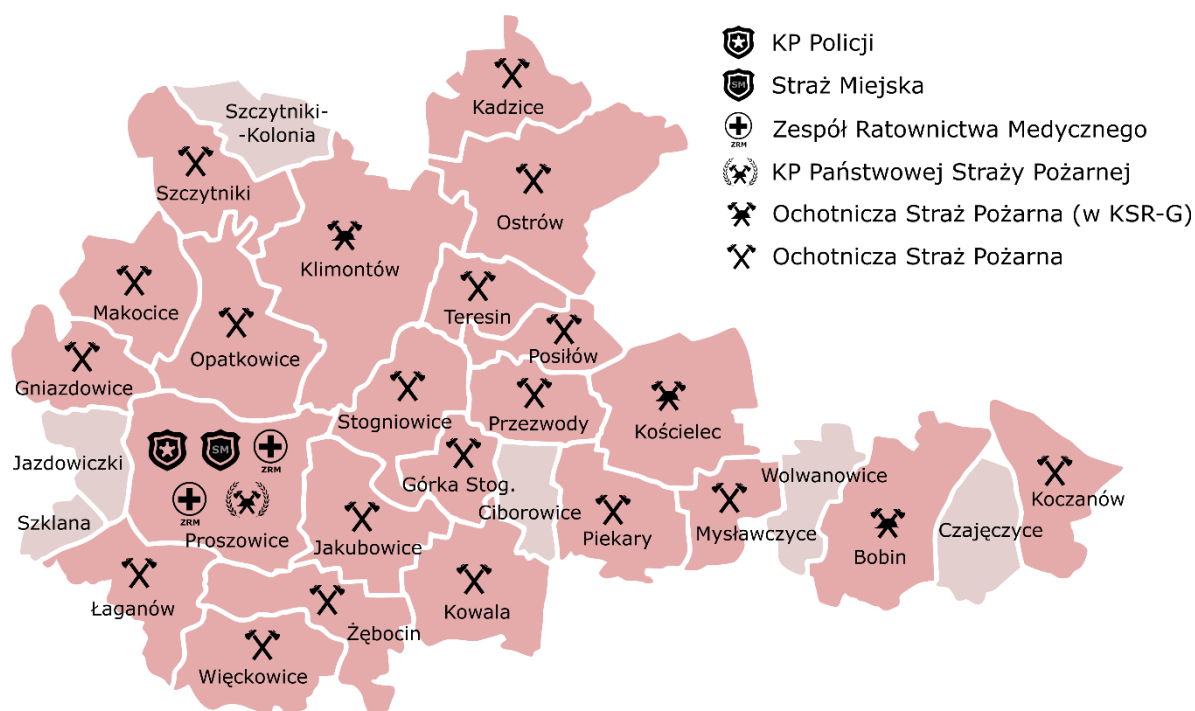 KP Policji
Straż Miejska
SM
Zespół Ratownictwa Medycznego
ZRM
KP Państwowej Straży Pożarnej
Ochotnicza Straż Pożarna (w KSR-G)
Ochotnicza Straż Pożarna
Kadzice
Szczytniki-
-Kolonia
Szczytniki
Ostrów
Klimontów
Makocice
Teresin
Opatkowice
Posiłów
Gniazdowice
Stogniowice
Przezwody
Kościelec
Jazdowiczki
SM
ZRM
ZRM
Proszowice
Szklana
Górka Stog.
Ciborowice
Wolwanowice
Koczanów
Jakubowice
Piekary
Mysławczyce
Bobin
Czajęczyce
Łaganów
Kowala
Żębocin
Więckowice